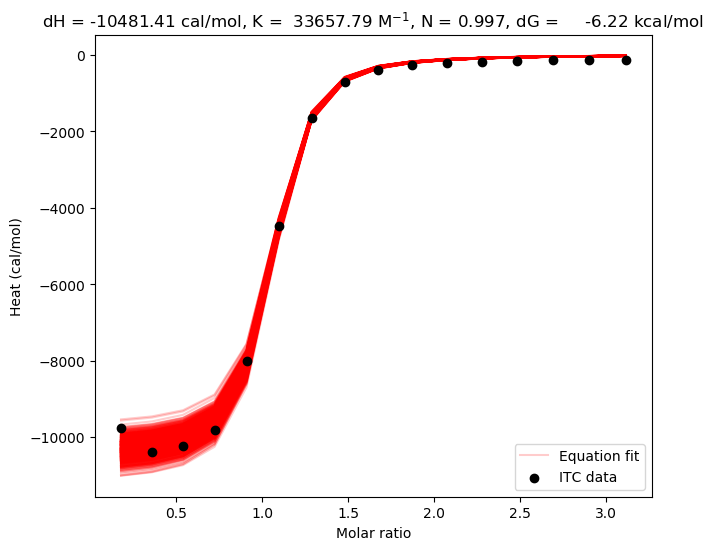 dH = -10481.41 cal/mol, K =  33657.79 M⁻¹, N = 0.997, dG =     -6.22 kcal/mol
0
−2000
−4000
−6000
−8000
−10000
Heat (cal/mol)
Equation fit
ITC data
0.5 1.0 1.5 2.0 2.5 3.0
Molar ratio